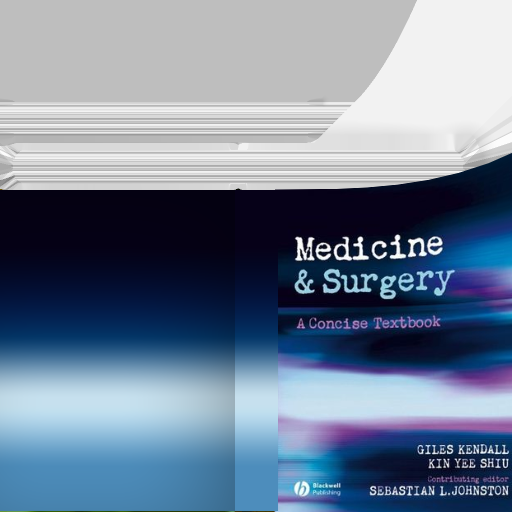 Medicine
& Surgery
A Concise Textbook
GILES KENDALL
KIN YEE SHIU
Contributing editor
SEBASTIAN L.JOHNSTON
Blackwell
Publishing